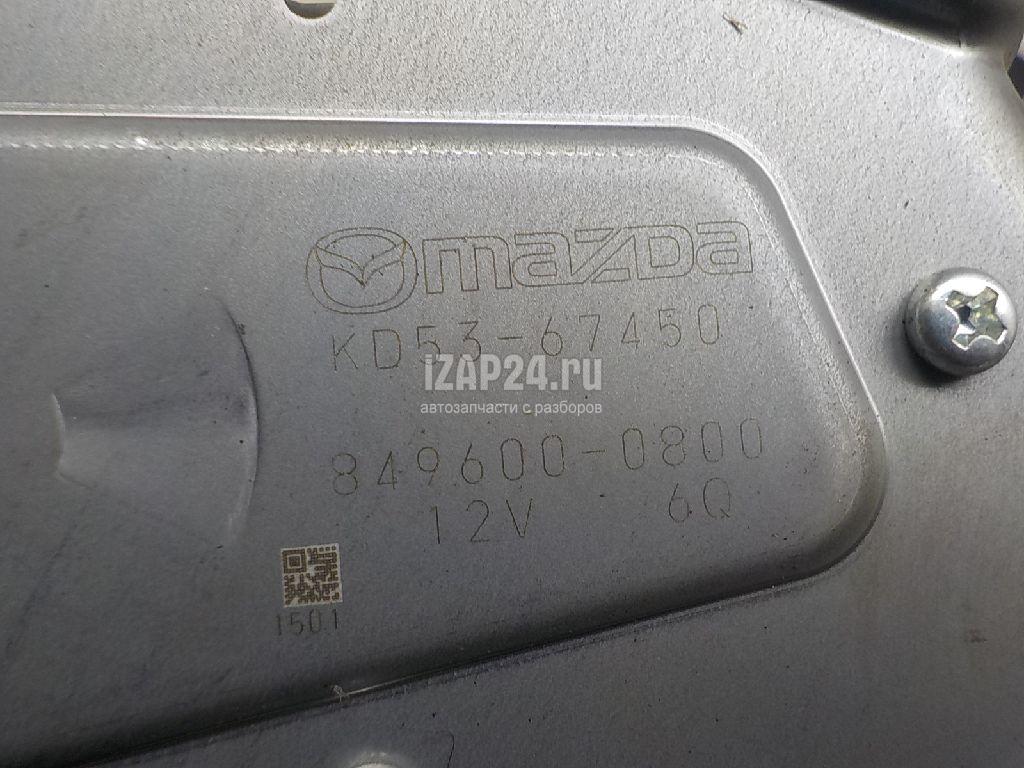 mazda
KD53-67450
iZAP24.ru
автозапчасти с разборов
849600-0800
12V 6Q
1501